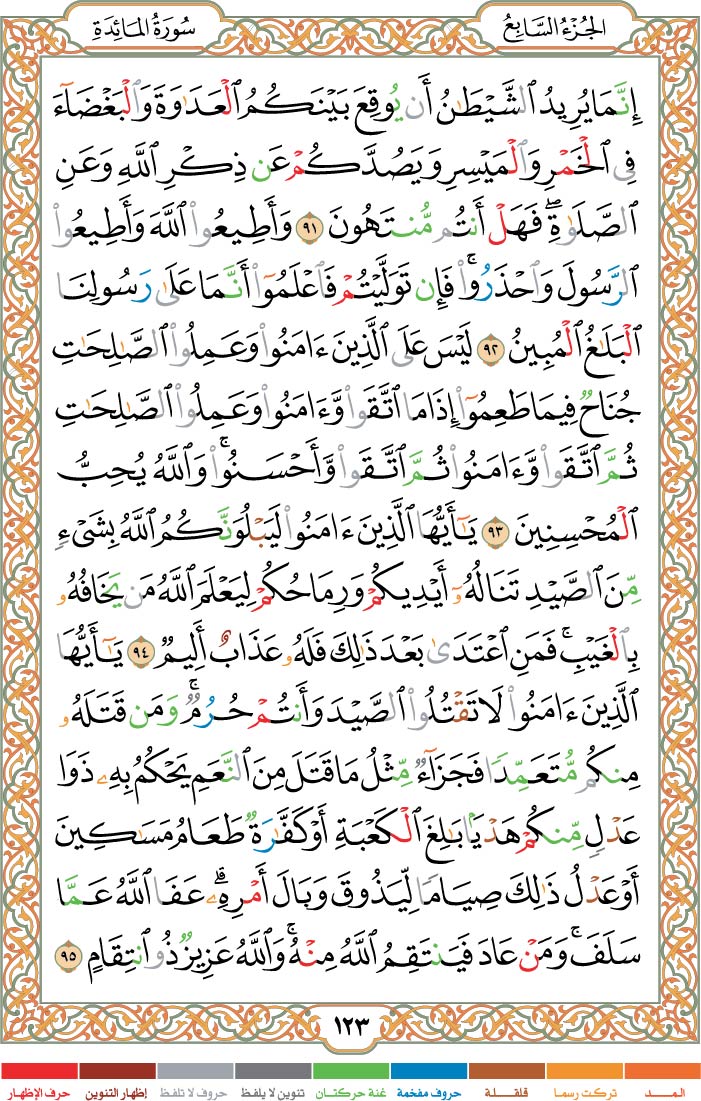 الجُزْءُ السَّابِعُ
سُورَةُ المَائِدَةِ
إِنَّمَا يُرِيدُ ٱلشَّيْطَٰنُ أَن يُوقِعَ بَيْنَكُمُ ٱلْعَدَٰوَةَ وَٱلْبَغْضَآءَ
فِى ٱلْخَمْرِ وَٱلْمَيْسِرِ وَيَصُدَّكُمْ عَن ذِكْرِ ٱللَّهِ وَعَنِ
ٱلصَّلَوٰةِ ۖ فَهَلْ أَنتُم مُّنتَهُونَ ٩١ وَأَطِيعُوا۟ ٱللَّهَ وَأَطِيعُوا۟
ٱلرَّسُولَ وَٱحْذَرُوا۟ ۚ فَإِن تَوَلَّيْتُمْ فَٱعْلَمُوٓا۟ أَنَّمَا عَلَىٰ رَسُولِنَا
ٱلْبَلَٰغُ ٱلْمُبِينُ ٩٢ لَيْسَ عَلَى ٱلَّذِينَ ءَامَنُوا۟ وَعَمِلُوا۟ ٱلصَّٰلِحَٰتِ
جُنَاحٌ فِيمَا طَعِمُوٓا۟ إِذَا مَا ٱتَّقَوا۟ وَّءَامَنُوا۟ وَعَمِلُوا۟ ٱلصَّٰلِحَٰتِ
ثُمَّ ٱتَّقَوا۟ وَّءَامَنُوا۟ ثُمَّ ٱتَّقَوا۟ وَّأَحْسَنُوا۟ ۗ وَٱللَّهُ يُحِبُّ
ٱلْمُحْسِنِينَ ٩٣ يَٰٓأَيُّهَا ٱلَّذِينَ ءَامَنُوا۟ لَيَبْلُوَنَّكُمُ ٱللَّهُ بِشَىْءٍ
مِّنَ ٱلصَّيْدِ تَنَالُهُۥٓ أَيْدِيكُمْ وَرِمَاحُكُمْ لِيَعْلَمَ ٱللَّهُ مَن يَخَافُهُۥ
بِٱلْغَيْبِ ۚ فَمَنِ ٱعْتَدَىٰ بَعْدَ ذَٰلِكَ فَلَهُۥ عَذَابٌ أَلِيمٌ ٩٤ يَٰٓأَيُّهَا
ٱلَّذِينَ ءَامَنُوا۟ لَا تَقْتُلُوا۟ ٱلصَّيْدَ وَأَنتُمْ حُرُمٌ ۚ وَمَن قَتَلَهُۥ
مِنكُم مُّتَعَمِّدًا فَجَزَآءٌ مِّثْلُ مَا قَتَلَ مِنَ ٱلنَّعَمِ يَحْكُمُ بِهِۦ ذَوَا
عَدْلٍ مِّنكُمْ هَدْيًۢا بَٰلِغَ ٱلْكَعْبَةِ أَوْ كَفَّٰرَةٌ طَعَامُ مَسَٰكِينَ
أَوْ عَدْلُ ذَٰلِكَ صِيَامًا لِّيَذُوقَ وَبَالَ أَمْرِهِۦ ۗ عَفَا ٱللَّهُ عَمَّا
سَلَفَ ۚ وَمَنْ عَادَ فَيَنتَقِمُ ٱللَّهُ مِنْهُ ۗ وَٱللَّهُ عَزِيزٌ ذُو ٱنتِقَامٍ ٩٥
١٢٣
المـــد تركت رسما قلقـلة حروف مفخمة غنة حركتـان تنوين لا يلفظ حروف لا تلفظ إظهار التنوين حرف الإظهار